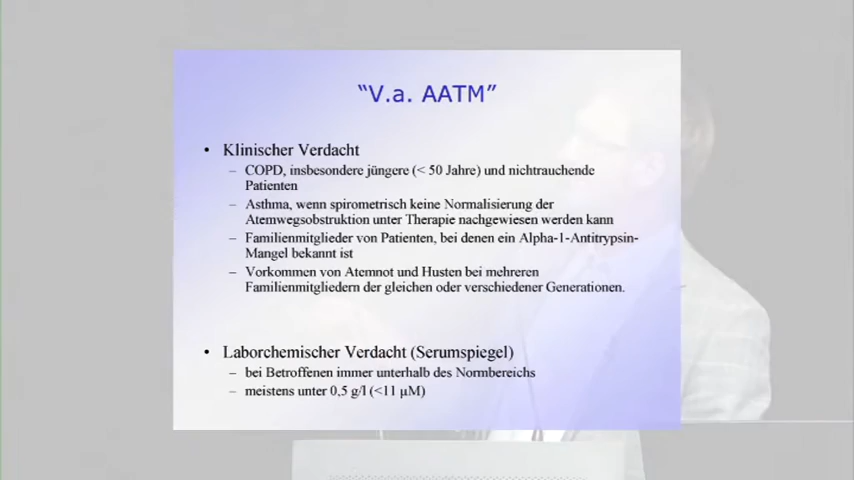 “V.a. AATM”
• Klinischer Verdacht
– COPD, insbesondere jüngere (< 50 Jahre) und nichtrauchende
Patienten
– Asthma, wenn spirometrisch keine Normalisierung der
Atemwegsobstruktion unter Therapie nachgewiesen werden kann
– Familienmitglieder von Patienten, bei denen ein Alpha-1-Antitrypsin-
Mangel bekannt ist
– Vorkommen von Atemnot und Husten bei mehreren
Familienmitgliedern der gleichen oder verschiedener Generationen.
• Laborchemischer Verdacht (Serumspiegel)
– bei Betroffenen immer unterhalb des Normbereichs
– meistens unter 0,5 g/l (<11 µM)